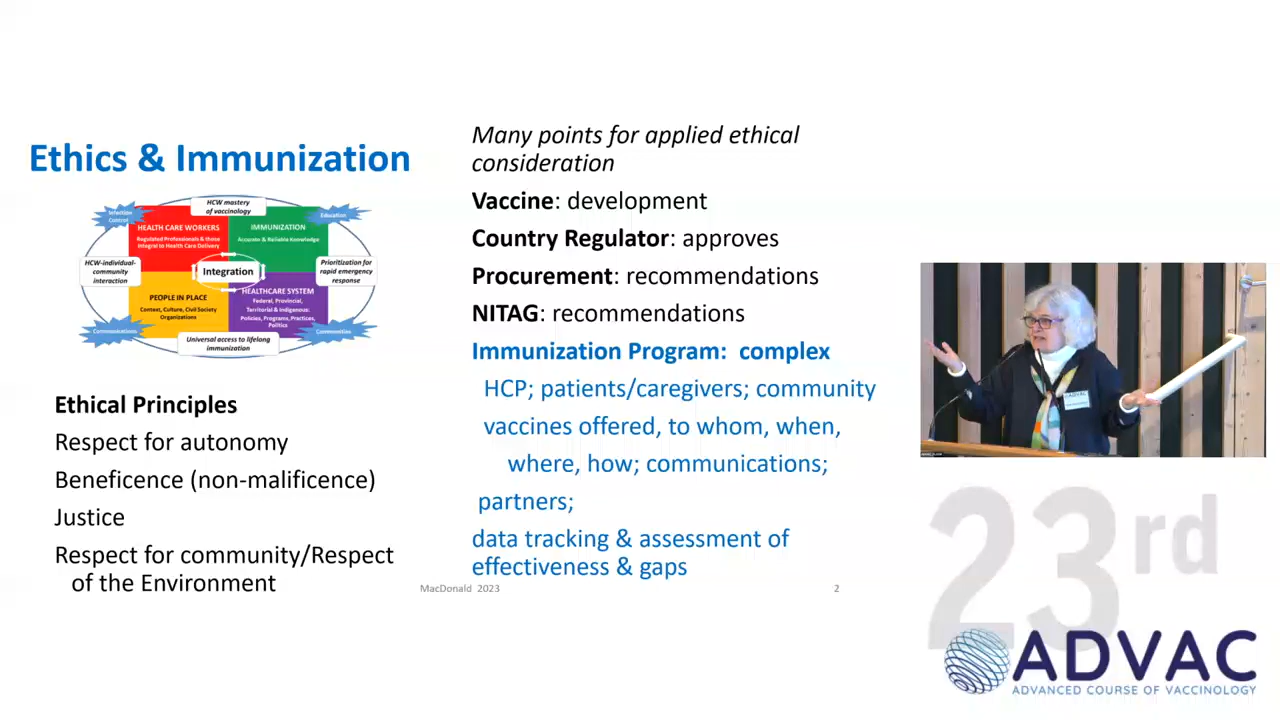 Ethics & Immunization
HCW mastery
of vaccinology
Infection
Control
Education
HEALTH CARE WORKERS
Regulated Professionals & those
Integral to Health Care Delivery
IMMUNIZATION
Accurate & Reliable Knowledge
HCW-individual-
community
interaction
Integration
Prioritization for
rapid emergency
response
PEOPLE IN PLACE
Context, Culture, Civil Society
Organizations
HEALTHCARE SYSTEM
Federal, Provincial,
Territorial & Indigenous:
Policies, Programs, Practices,
Politics
Communications
Communities
Universal access to lifelong
immunization
Ethical Principles
Respect for autonomy
Beneficence (non-malificence)
Justice
Respect for community/Respect
of the Environment
Many points for applied ethical
consideration
Vaccine: development
Country Regulator: approves
Procurement: recommendations
NITAG: recommendations
Immunization Program: complex
HCP; patients/caregivers; community
vaccines offered, to whom, when,
where, how; communications;
partners;
data tracking & assessment of
effectiveness & gaps
MacDonald 2023
2
ADVAC
23rd
ADVAC
ADVANCED COURSE OF VACCINOLOGY